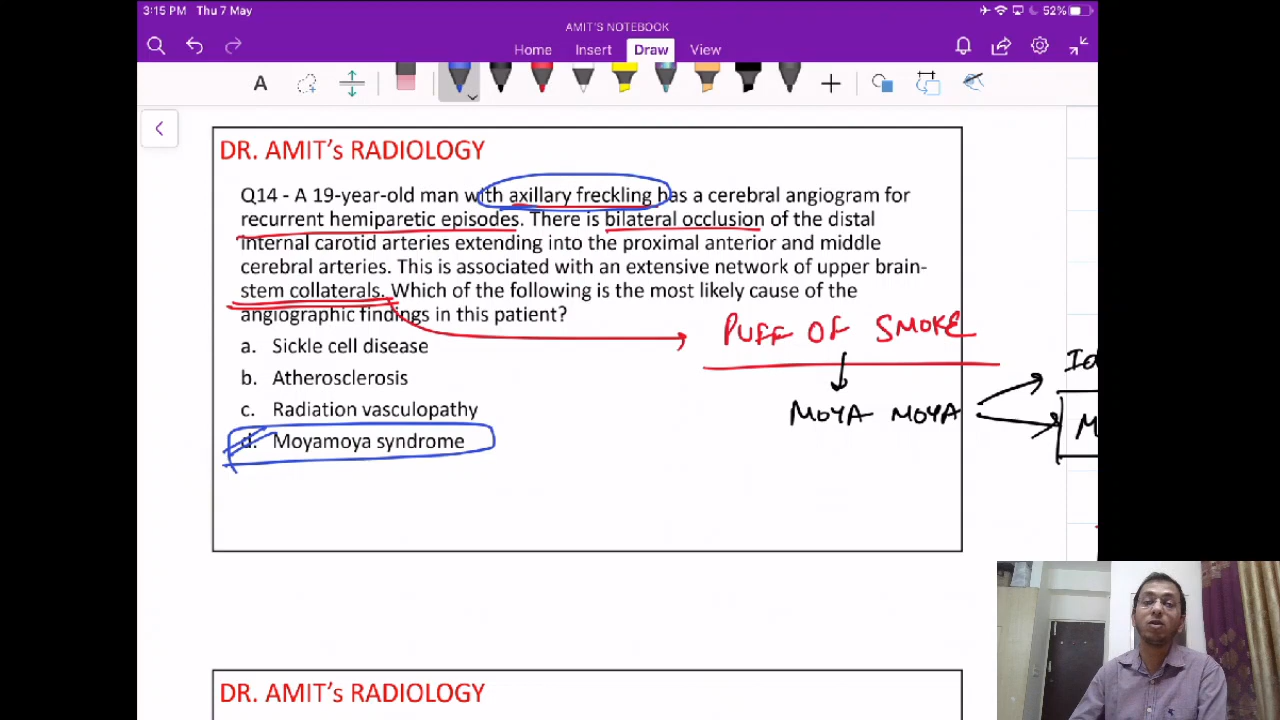 3:15 PM Thu 7 May
52%
AMIT'S NOTEBOOK
Home Insert Draw View
A
DR. AMIT's RADIOLOGY
Q14 - A 19-year-old man with axillary freckling has a cerebral angiogram for
recurrent hemiparetic episodes. There is bilateral occlusion of the distal
internal carotid arteries extending into the proximal anterior and middle
cerebral arteries. This is associated with an extensive network of upper brain-
stem collaterals. Which of the following is the most likely cause of the
angiographic findings in this patient?
PUFF OF SMOKE
a. Sickle cell disease
b. Atherosclerosis
MOYA MOYA
c. Radiation vasculopathy
d. Moyamoya syndrome
DR. AMIT's RADIOLOGY